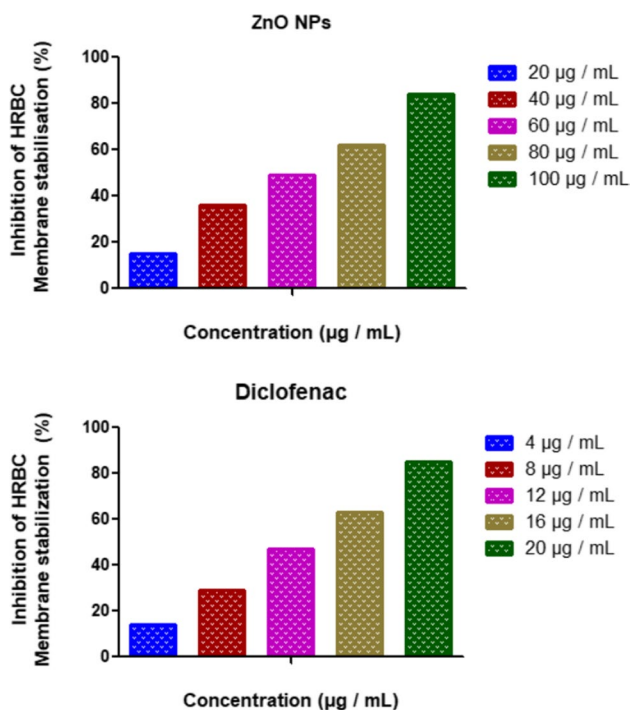 ZnO NPs
Inhibition of HRBC
Membrane stabilisation (%)
100
80
60
40
20
0
20 µg / mL
40 µg / mL
60 µg / mL
80 µg / mL
100 µg / mL
Concentration (µg / mL)
Diclofenac
Inhibition of HRBC
Membrane stabilization (%)
100
80
60
40
20
0
4 µg / mL
8 µg / mL
12 µg / mL
16 µg / mL
20 µg / mL
Concentration (µg / mL)